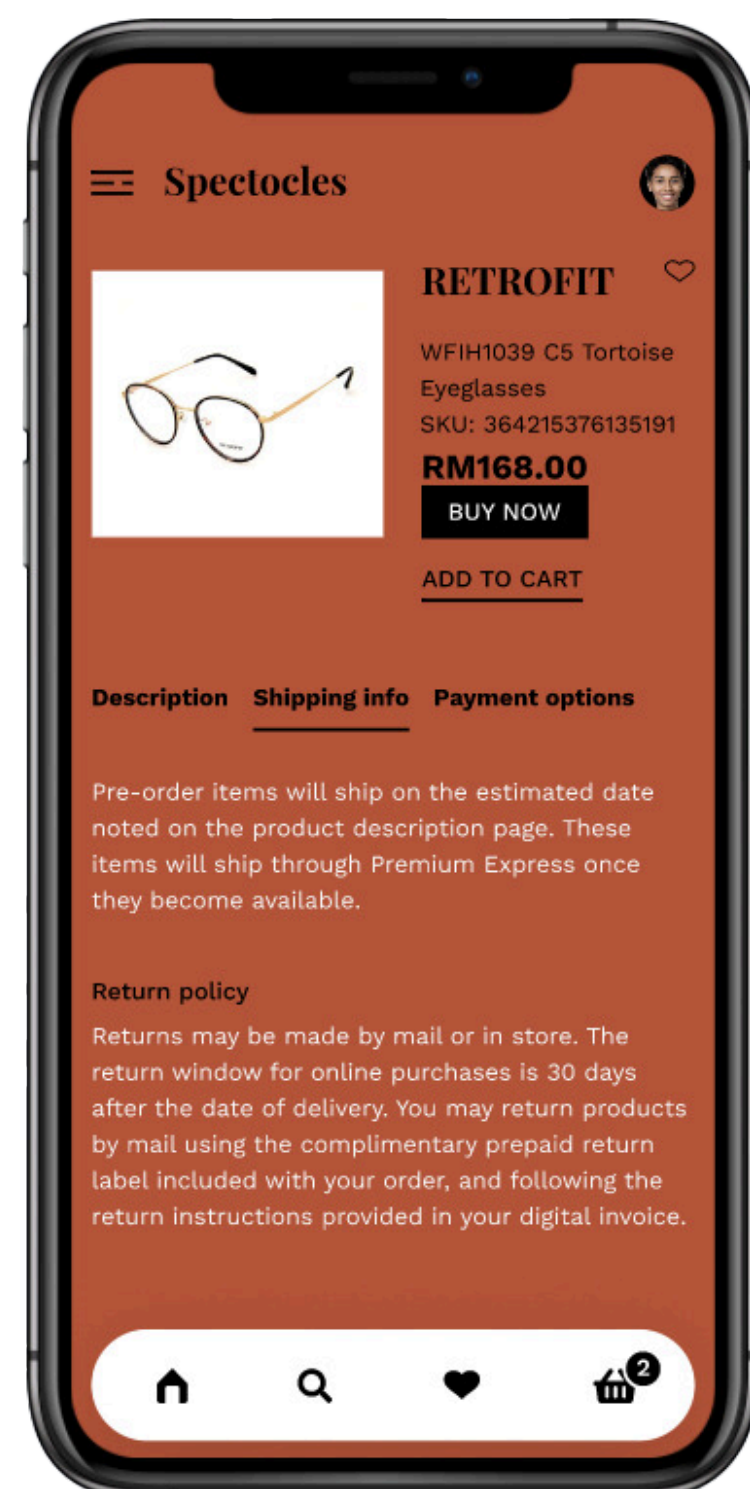 Spectocles
RETROFIT
WFIH1039 C5 Tortoise
Eyeglasses
SKU: 364215376135191
RM168.00
BUY NOW
ADD TO CART
Description Shipping info Payment options
Pre-order items will ship on the estimated date
noted on the product description page. These
items will ship through Premium Express once
they become available.
Return policy
Returns may be made by mail or in store. The
return window for online purchases is 30 days
after the date of delivery. You may return products
by mail using the complimentary prepaid return
label included with your order, and following the
return instructions provided in your digital invoice.
2